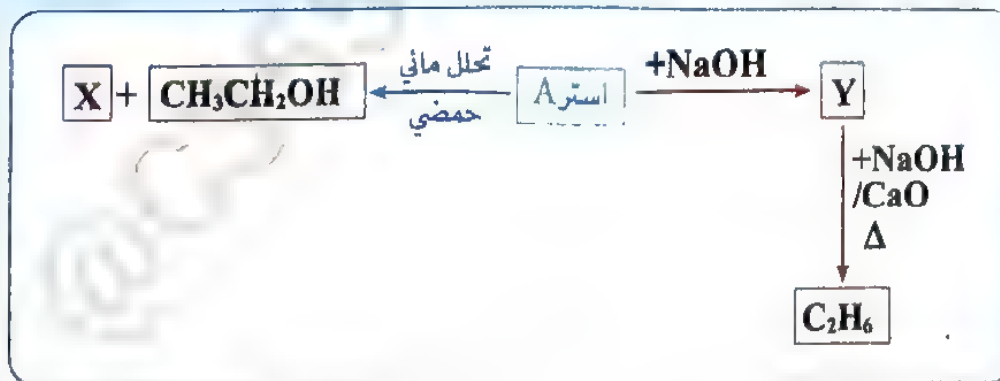 X + CH₃CH₂OH تحلل مائي حمضي استر A +NaOH Y
+NaOH
/CaO
Δ
C₂H₆